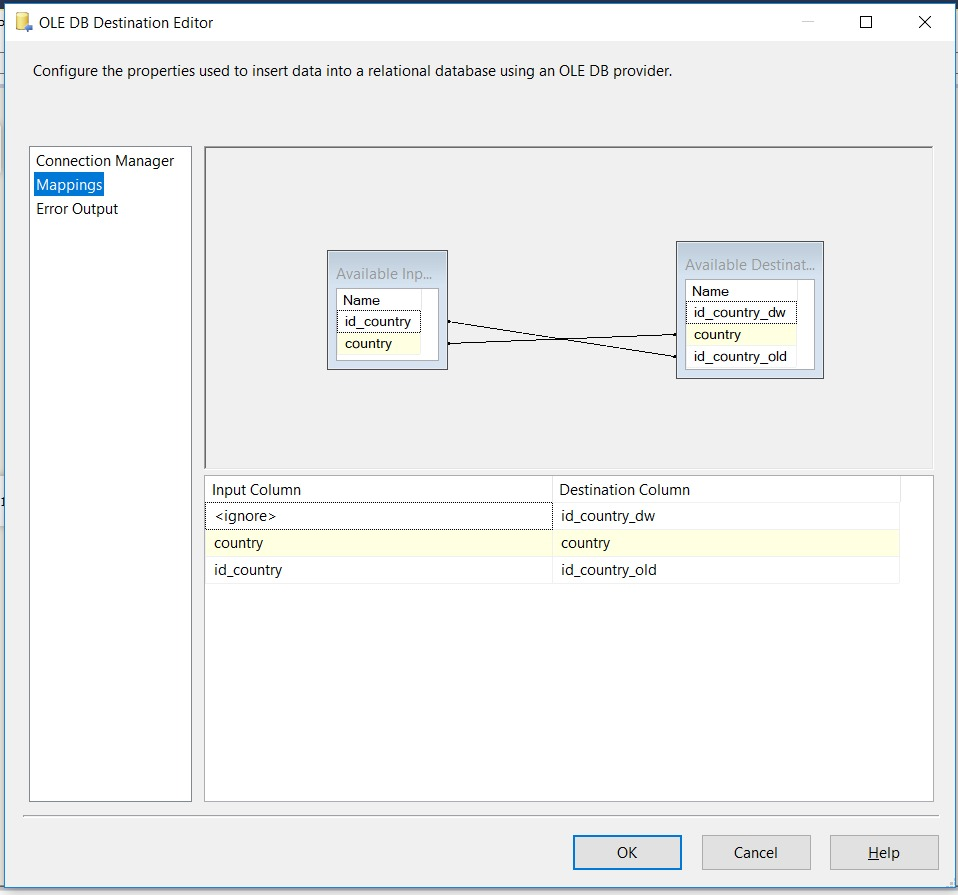 OLE DB Destination Editor
Configure the properties used to insert data into a relational database using an OLE DB provider.
Connection Manager
Mappings
Error Output
Available Inp...
Name
id_country
country
Available Destinat...
Name
id_country_dw
country
id_country_old
Input Column Destination Column
<ignore> id_country_dw
country country
id_country id_country_old
OK Cancel Help